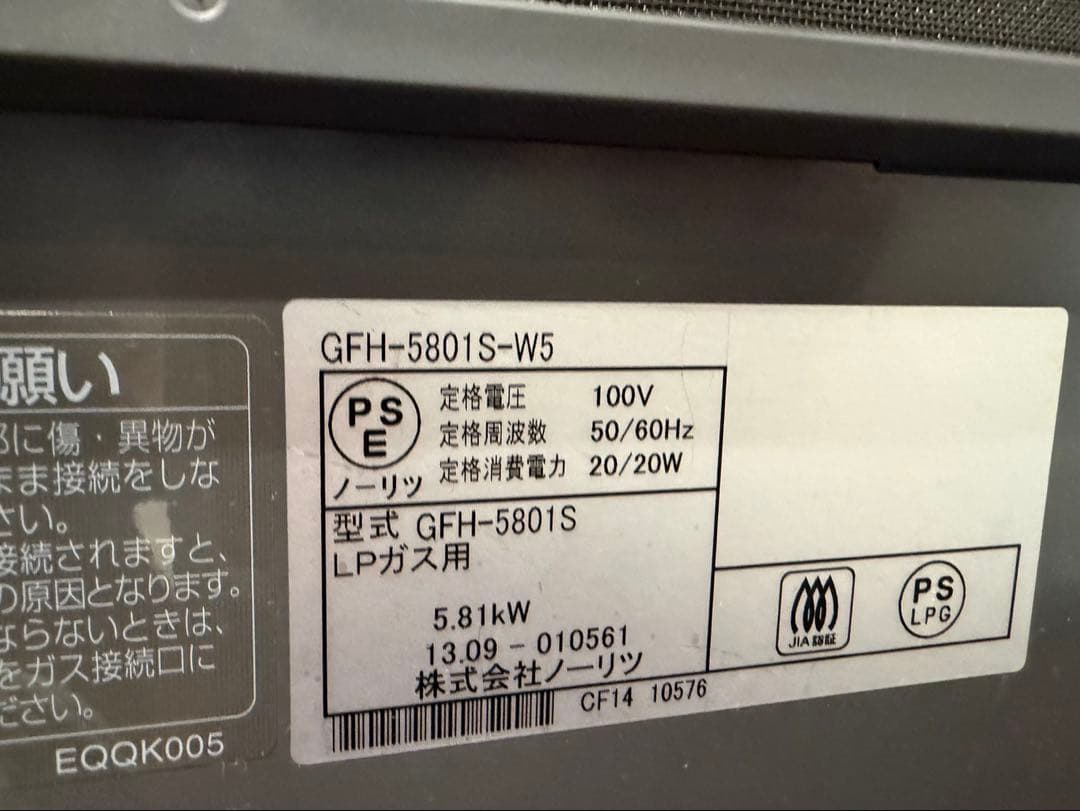 願い
に傷・異物が
まま接続をしな
さい。
接続されますと、
の原因となります。
ならないときは、
をガス接続口に
ださい。
EQQK005
GFH-5801S-W5
PS
E
ノーリツ
定格電圧 100V
定格周波数 50/60Hz
定格消費電力 20/20W
型式 GFH-5801S
LPガス用
5.81kW
13.09 - 010561
株式会社ノーリツ
CF14 10576
JIA認証
PS
LPG